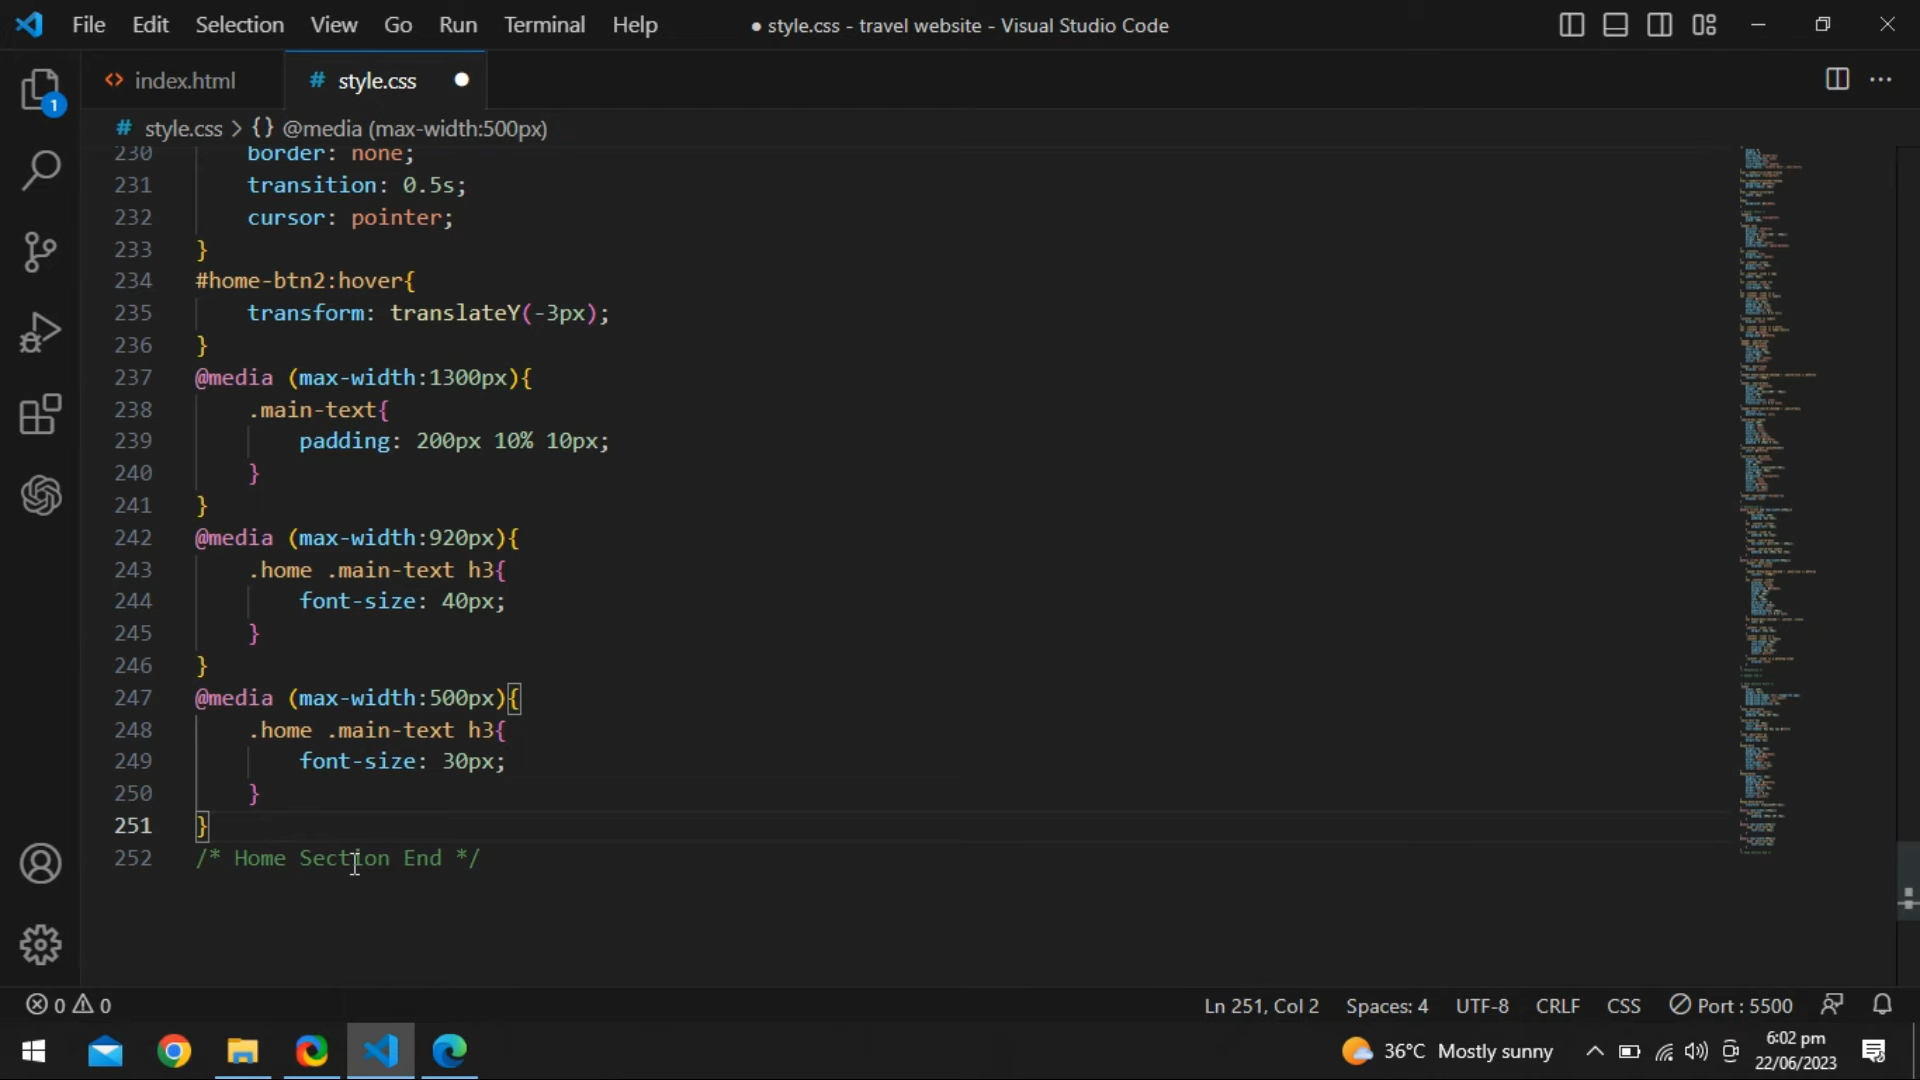 File Edit Selection View Go Run Terminal Help
● style.css - travel website - Visual Studio Code
<> index.html
# style.css ●
# style.css > {} @media (max-width:500px)
230 border: none;
231 transition: 0.5s;
232 cursor: pointer;
233 }
234 #home-btn2:hover{
235 transform: translateY(-3px);
236 }
237 @media (max-width:1300px){
238 .main-text{
239 padding: 200px 10% 10px;
240 }
241 }
242 @media (max-width:920px){
243 .home .main-text h3{
244 font-size: 40px;
245 }
246 }
247 @media (max-width:500px){
248 .home .main-text h3{
249 font-size: 30px;
250 }
251 }
252 /* Home Section End */
1
0 0
Ln 251, Col 2 Spaces: 4 UTF-8 CRLF CSS Port : 5500
36°C Mostly sunny
6:02 pm
22/06/2023